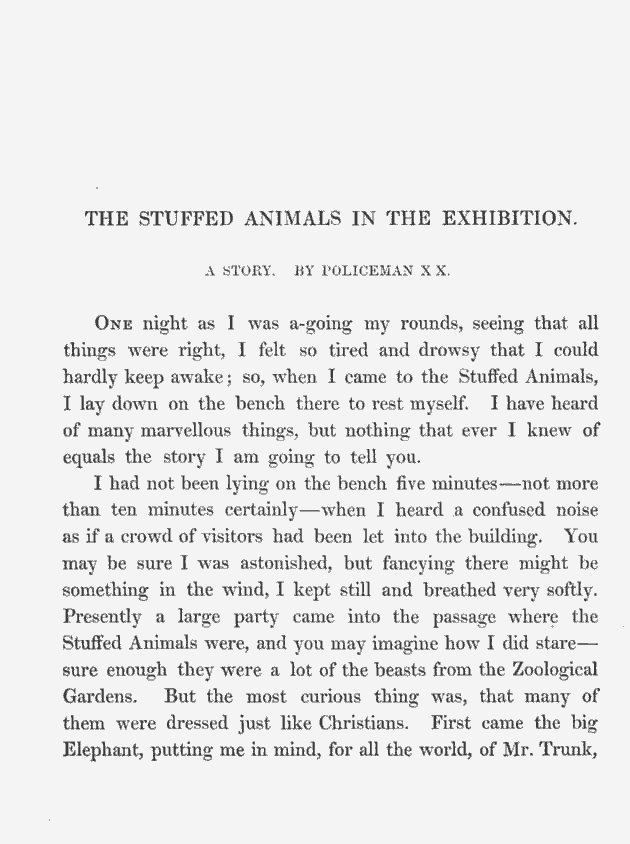 THE STUFFED ANIMALS IN THE EXHIBITION.
A STORY. BY POLICEMAN X X.
ONE night as I was a-going my rounds, seeing that all
things were right, I felt so tired and drowsy that I could
hardly keep awake; so, when I came to the Stuffed Animals,
I lay down on the bench there to rest myself. I have heard
of many marvellous things, but nothing that ever I knew of
equals the story I am going to tell you.
I had not been lying on the bench five minutes—not more
than ten minutes certainly—when I heard a confused noise
as if a crowd of visitors had been let into the building. You
may be sure I was astonished, but fancying there might be
something in the wind, I kept still and breathed very softly.
Presently a large party came into the passage where the
Stuffed Animals were, and you may imagine how I did stare—
sure enough they were a lot of the beasts from the Zoological
Gardens. But the most curious thing was, that many of
them were dressed just like Christians. First came the big
Elephant, putting me in mind, for all the world, of Mr. Trunk,